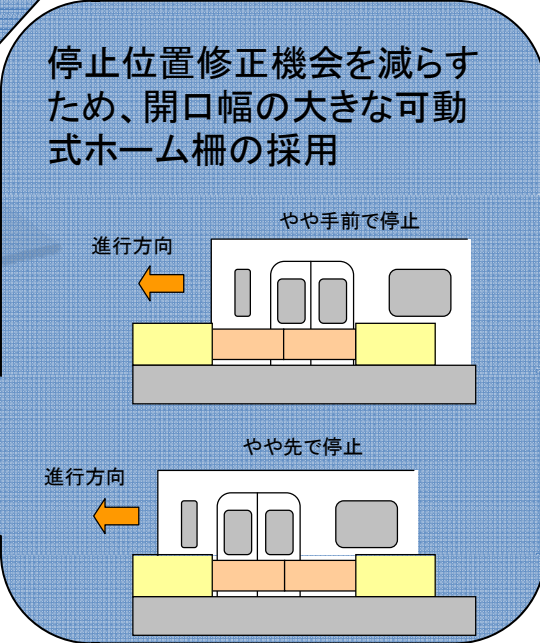 停止位置修正機会を減らす
ため、開口幅の大きな可動
式ホーム柵の採用
やや手前で停止
進行方向
やや先で停止
進行方向